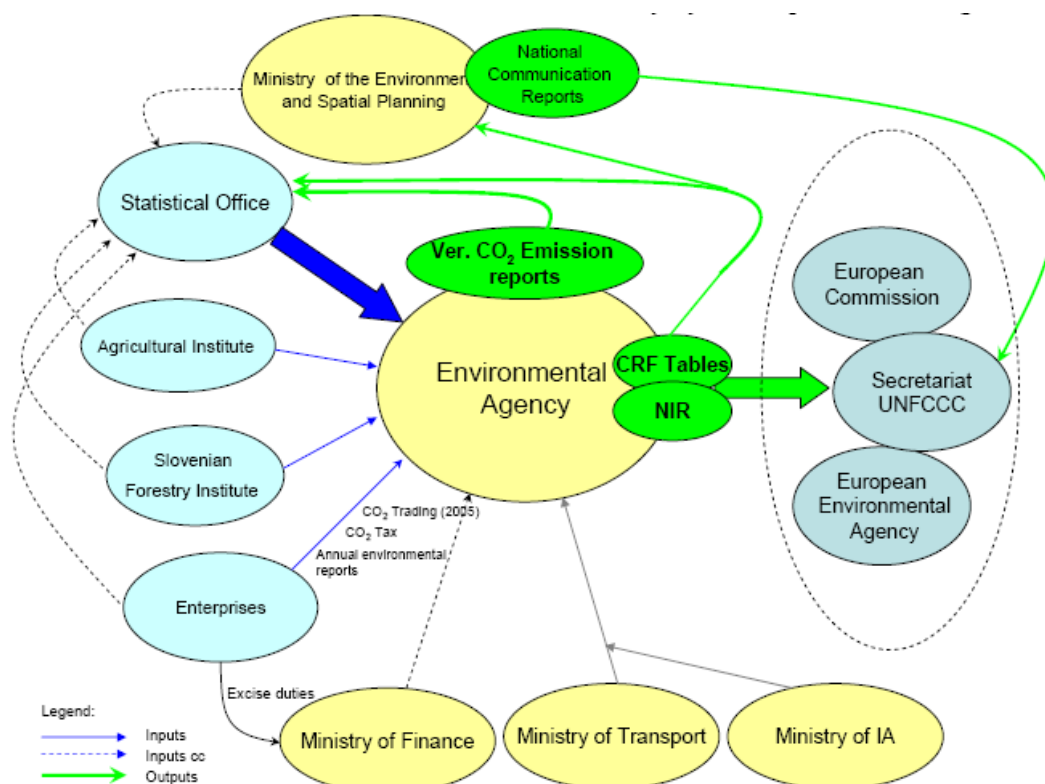 National
Communication
Reports
Ministry of the Environmen
and Spatial Planning
Statistical Office
Ver. CO2 Emission
reports
European
Commission
Agricultural Institute
Environmental
Agency
CRF Tables
NIR
Secretariat
UNFCCC
Slovenian
Forestry Institute
European
Environmental
Agency
CO2 Trading (2005)
CO2 Tax
Annual environmental
reports
Enterprises
Excise duties
Ministry of Finance
Ministry of Transport
Ministry of IA
Legend:
Inputs
Inputs cc
Outputs